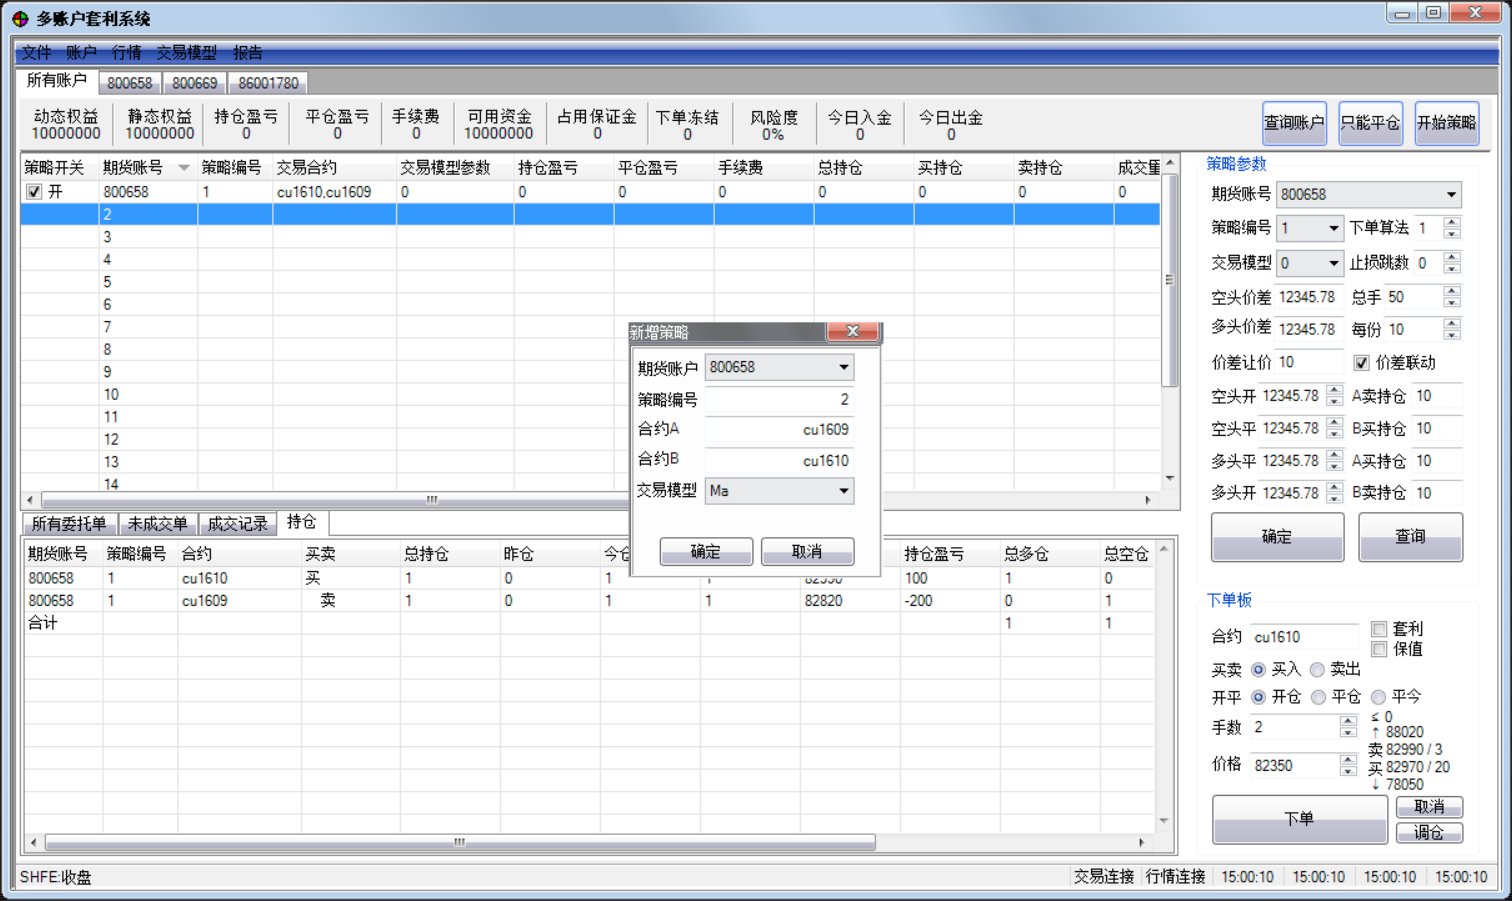 多账户套利系统
文件 账户 行情 交易模型 报告
所有账户 800658 800669 86001780
动态权益 静态权益 持仓盈亏 平仓盈亏 手续费 可用资金 占用保证金 下单冻结 风险度 今日入金 今日出金
10000000 10000000 0 0 0 10000000 0 0 0% 0 0
查询账户 只能平仓 开始策略
策略开关 期货账号 策略编号 交易合约 交易模型参数 持仓盈亏 平仓盈亏 手续费 总持仓 买持仓 卖持仓 成交量
开 800658 1 cu1610,cu1609 0 0 0 0 0 0 0 0
2
3
4
5
6
7
8
9
10
11
12
13
14
新增策略
期货账户 800658
策略编号 2
合约A cu1609
合约B cu1610
交易模型 Ma
确定 取消
所有委托单 未成交单 成交记录 持仓
期货账号 策略编号 合约 买卖 总持仓 昨仓 今仓 持仓盈亏 总多仓 总空仓
800658 1 cu1610 买 1 0 1 1 100 1 0
800658 1 cu1609 卖 1 0 1 1 82820 -200 0 1
合计 1 1
策略参数
期货账号 800658
策略编号 1 下单算法 1
交易模型 0 止损跳数 0
空头价差 12345.78 总手 50
多头价差 12345.78 每份 10
价差让价 10 价差联动
空头开 12345.78 A卖持仓 10
空头平 12345.78 B买持仓 10
多头平 12345.78 A买持仓 10
多头开 12345.78 B卖持仓 10
确定 查询
下单板
合约 cu1610 套利
保值
买卖 买入 卖出
开平 开仓 平仓 平今
手数 2 ≤ 0
↑ 88020
卖 82990 / 3
价格 82350 买 82970 / 20
↓ 78050
下单 取消
调仓
SHFE:收盘 交易连接 行情连接 15:00:10 15:00:10 15:00:10 15:00:10